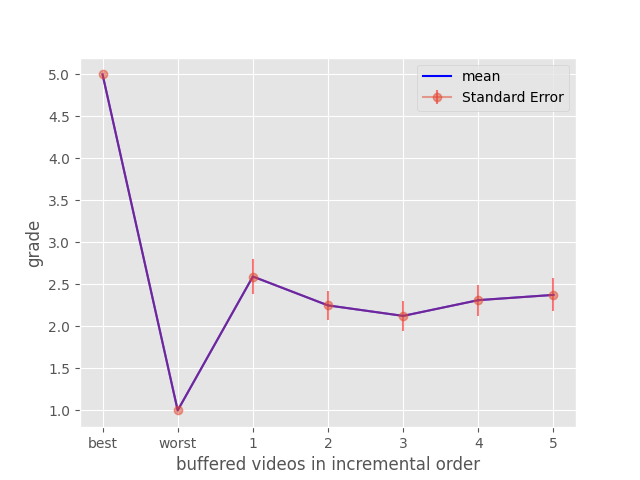 5.0
4.5
4.0
3.5
3.0
2.5
2.0
1.5
1.0
grade
mean
Standard Error
best worst 1 2 3 4 5
buffered videos in incremental order